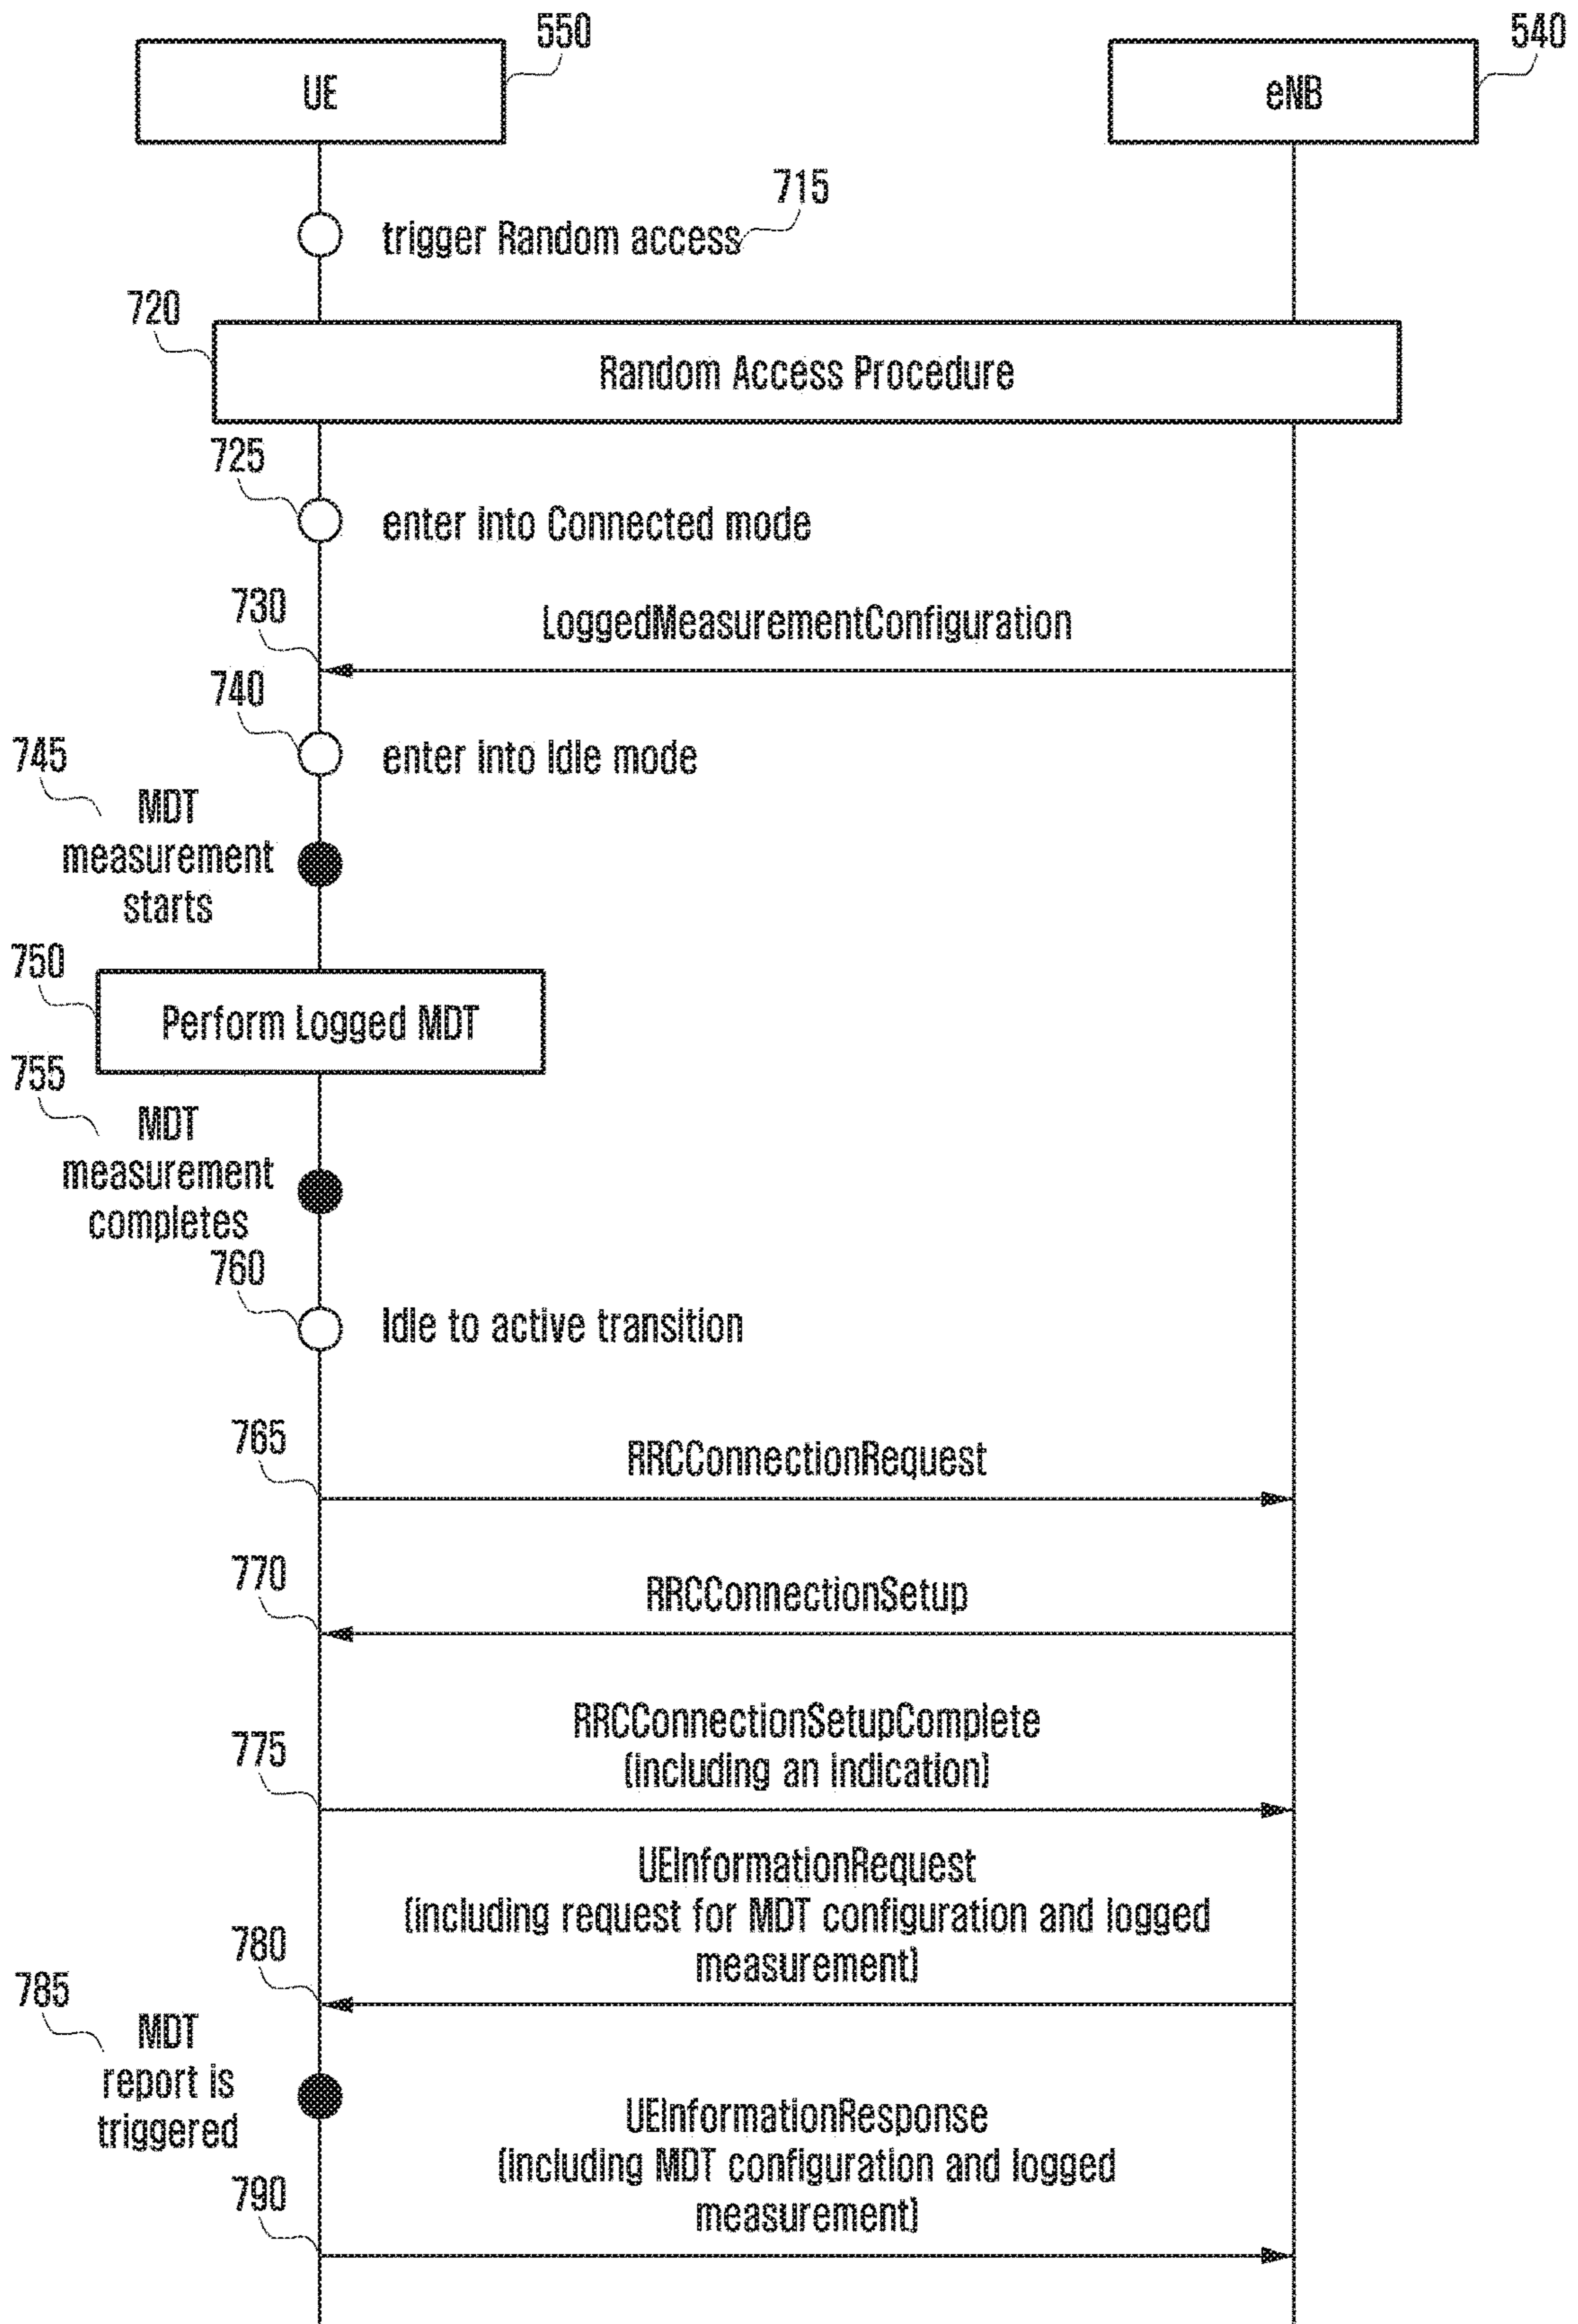 550
540
UE
eNB
715
trigger Random access
720
Random Access Procedure
725
enter into Connected mode
730
LoggedMeasurementConfiguration
740
enter into Idle mode
745
MDT
measurement
starts
750
Perform Logged MDT
755
MDT
measurement
completes
760
Idle to active transition
765
RRCConnectionRequest
770
RRCConnectionSetup
775
RRCConnectionSetupComplete
(including an indication)
UEInformationRequest
(including request for MDT configuration and logged
measurement)
780
785
MDT
report is
triggered
UEInformationResponse
(including MDT configuration and logged
measurement)
790